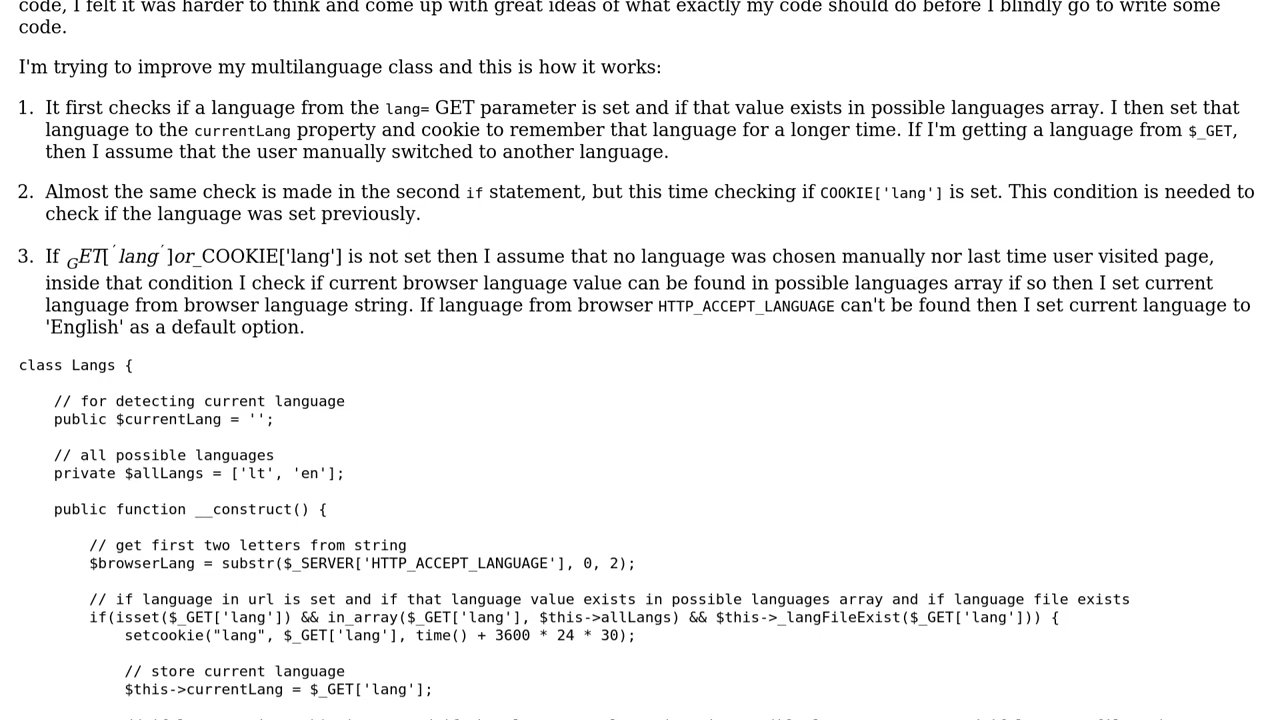 code, I felt it was harder to think and come up with great ideas of what exactly my code should do before I blindly go to write some
code.
I'm trying to improve my multilanguage class and this is how it works:
1. It first checks if a language from the lang= GET parameter is set and if that value exists in possible languages array. I then set that
language to the currentLang property and cookie to remember that language for a longer time. If I'm getting a language from $_GET,
then I assume that the user manually switched to another language.
2. Almost the same check is made in the second if statement, but this time checking if COOKIE['lang'] is set. This condition is needed to
check if the language was set previously.
3. If GET[′lang′]or_COOKIE['lang'] is not set then I assume that no language was chosen manually nor last time user visited page,
inside that condition I check if current browser language value can be found in possible languages array if so then I set current
language from browser language string. If language from browser HTTP_ACCEPT_LANGUAGE can't be found then I set current language to
'English' as a default option.
class Langs {
// for detecting current language
public $currentLang = '';
// all possible languages
private $allLangs = ['lt', 'en'];
public function __construct() {
// get first two letters from string
$browserLang = substr($_SERVER['HTTP_ACCEPT_LANGUAGE'], 0, 2);
// if language in url is set and if that language value exists in possible languages array and if language file exists
if(isset($_GET['lang']) && in_array($_GET['lang'], $this->allLangs) && $this->_langFileExist($_GET['lang'])) {
setcookie("lang", $_GET['lang'], time() + 3600 * 24 * 30);
// store current language
$this->currentLang = $_GET['lang'];